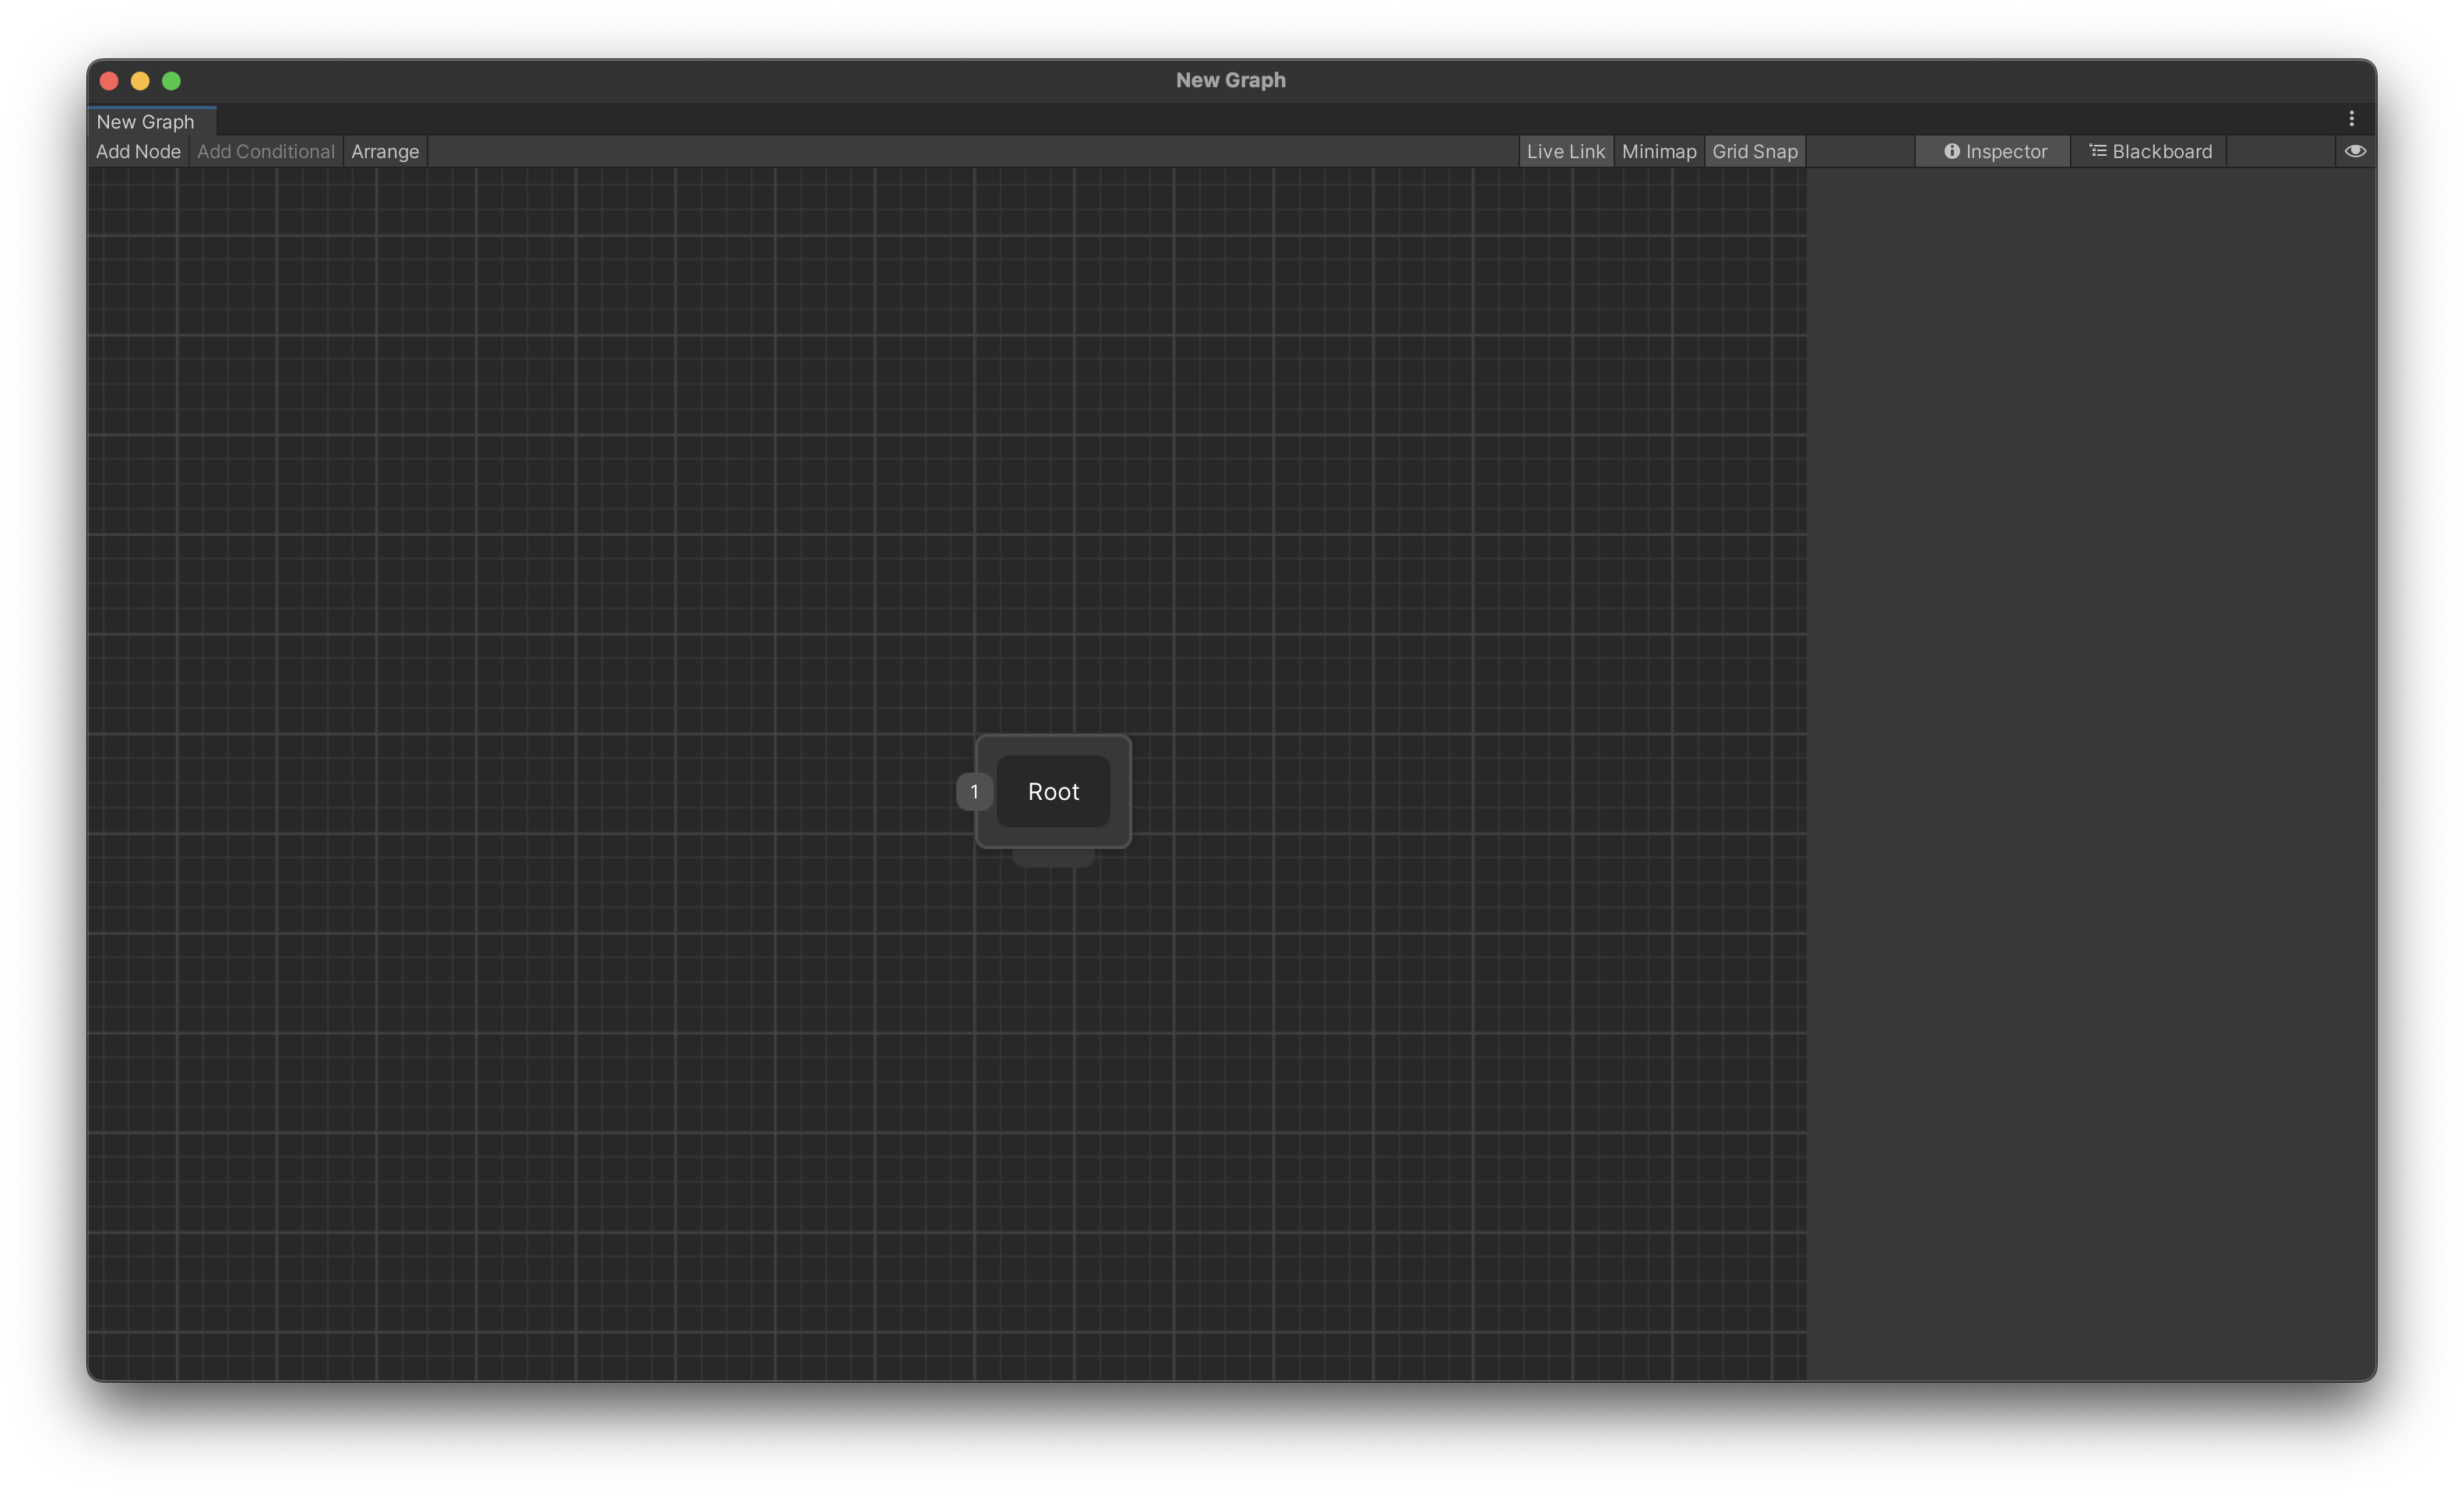 New Graph
New Graph
Add Node Add Conditional Arrange Live Link Minimap Grid Snap Inspector Blackboard
1 Root